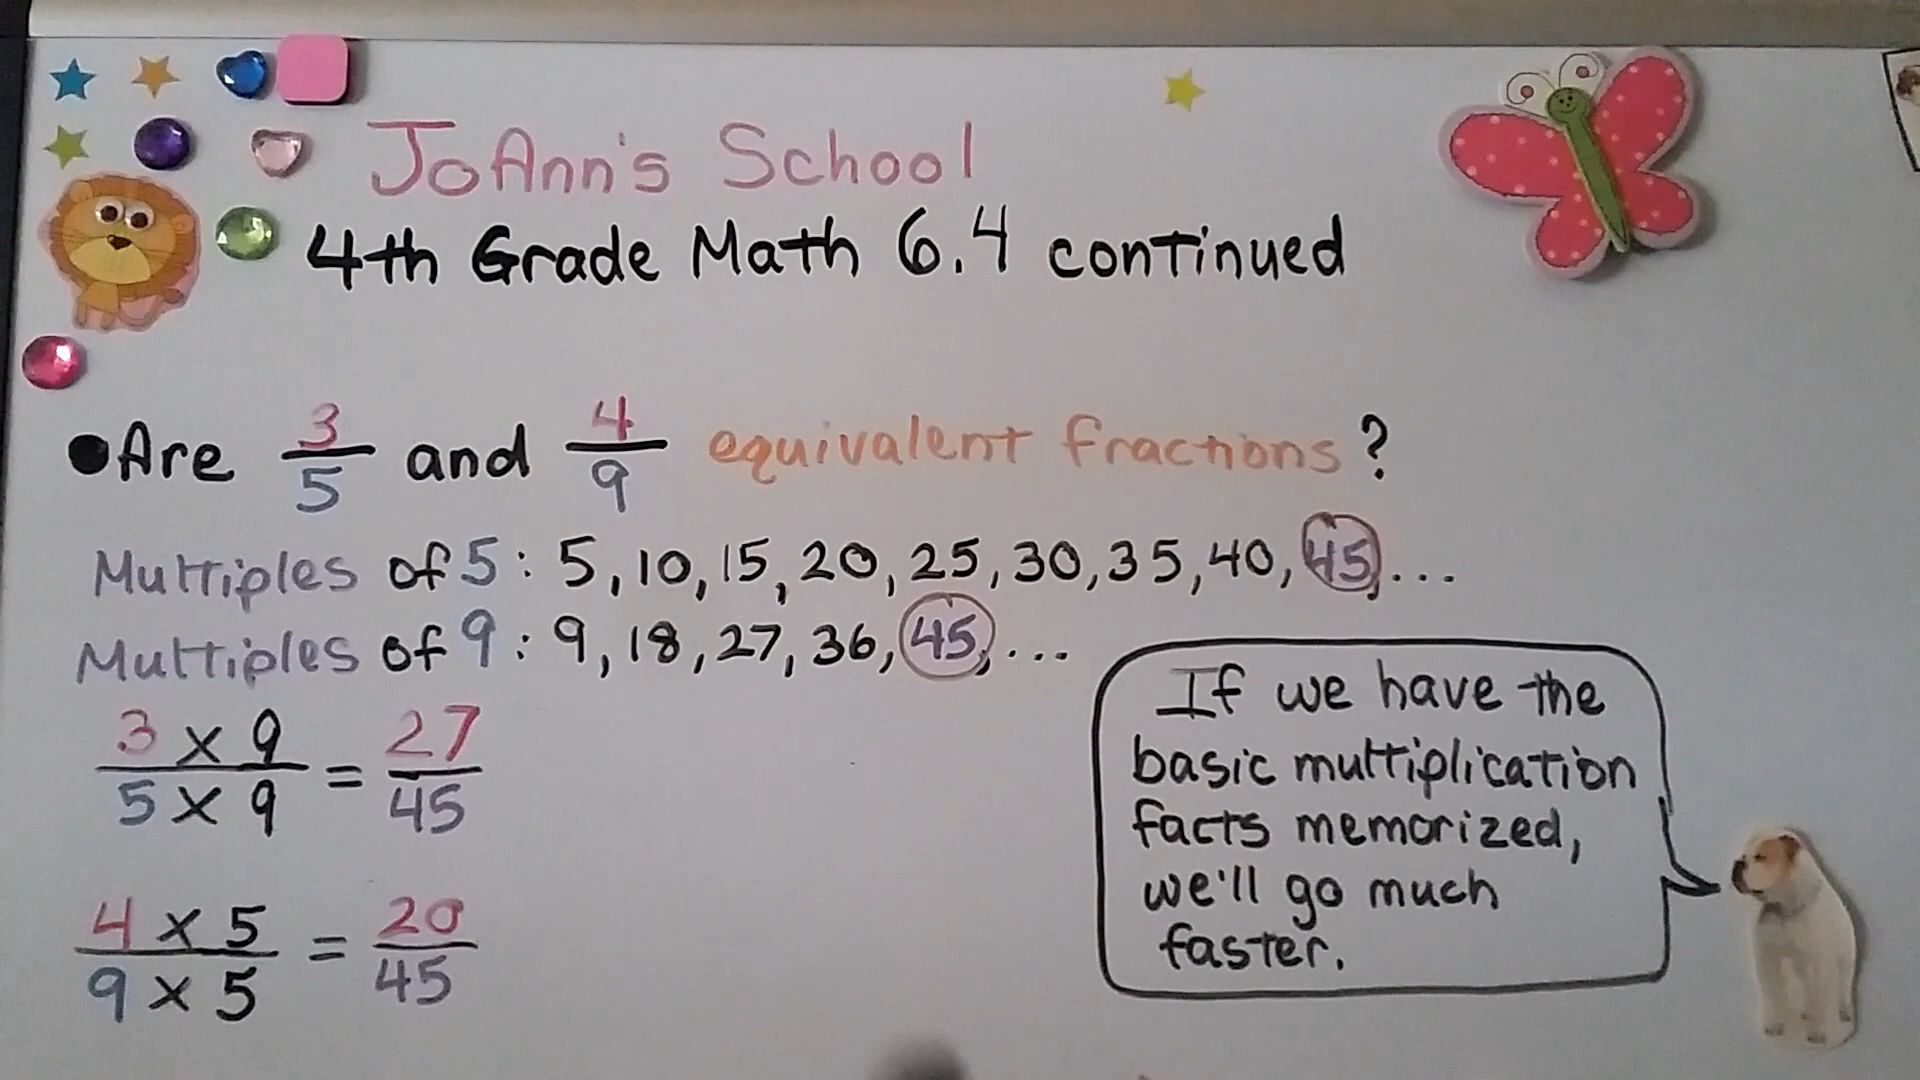 JoAnn's School
4th Grade Math 6.4 continued
•Are 3/5 and 4/9 equivalent fractions?
Multiples of 5: 5, 10, 15, 20, 25, 30, 35, 40, 45, ...
Multiples of 9: 9, 18, 27, 36, 45, ...
3 x 9 / 5 x 9 = 27/45
4 x 5 / 9 x 5 = 20/45
If we have the
basic multiplication
facts memorized,
we'll go much
faster.